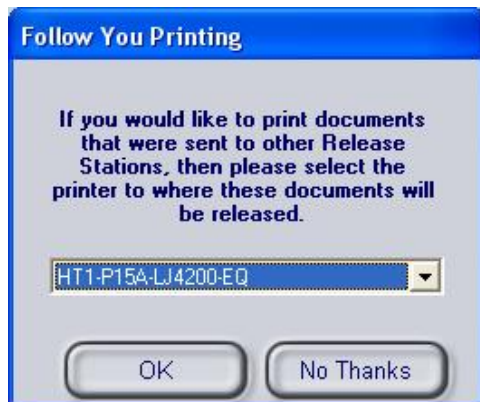 Follow You Printing
If you would like to print documents
that were sent to other Release
Stations, then please select the
printer to where these documents will
be released.
HT1-P15A-LJ4200-EQ
OK
No Thanks